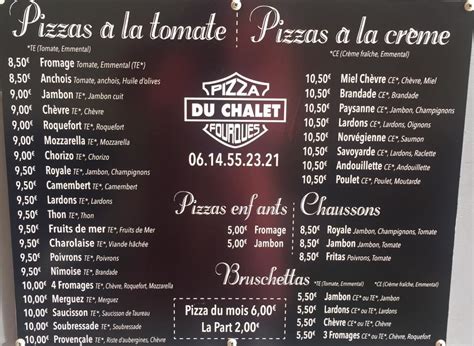 Pizzas à la tomate
*TE (Tomate, Emmental)
8,50€ Fromage Tomate, Emmental (TE*)
8,50€ Anchois Tomate, anchois, Huile d'olives
9,00€ Jambon TE*, Jambon cuit
9,00€ Chèvre TE*, Chèvre
9,00€ Roquefort TE*, Roquefort
9,00€ Mozzarella TE*, Mozzarella
9,00€ Chorizo TE*, Chorizo
9,50€ Royale TE*, Jambon, Champignons
9,50€ Camembert TE*, Camembert
9,50€ Lardons TE*, Lardons
9,50€ Thon TE*, Thon
9,50€ Fruits de mer TE*, Fruits de mer
9,50€ Charolaise TE*, Viande hâchée
9,50€ Poivrons TE*, Poivrons
9,50€ Nimoise TE*, Brandade
10,00€ 4 Fromages TE*, Chèvre, Roquefort, Mozzarella
10,00€ Merguez TE*, Merguez
10,00€ Saucisson TE*, Saucisson de Taureau
10,00€ Soubressade TE*, Soubressade
10,00€ Provençale TE*, Riste d'aubergines, Chèvre
PIZZA
DU CHALET
FOURQUES
06.14.55.23.21
Pizzas à la crème
*CE (Crème fraîche, Emmental)
10,50€ Miel Chèvre CE*, Chèvre, Miel
10,50€ Brandade CE*, Brandade
10,50€ Paysanne CE*, Jambon, Champignons
10,50€ Lardons CE*, Lardons, Oignons
10,50€ Norvégienne CE*, Saumon
10,50€ Savoyarde CE*, Lardons, Raclette
10,50€ Andouillette CE*, Andouillette
10,50€ Poulet CE*, Poulet, Moutarde
Pizzas enfants
5,00€ Fromage
5,00€ Jambon
Chaussons
8,50€ Royale Jambon, Champignons, Tomate
8,50€ Jambon Jambon, Tomate
8,50€ Fritas Poivrons, Tomate
Bruschettas
*TE (Tomate, Emmental)
*CE (Crème fraîche, Emmental)
5,50€ Jambon CE* ou TE*, Jambon
5,50€ Lardons CE* ou TE*, Lardons
5,50€ Chèvre CE* ou TE*, Chèvre
5,50€ 3 Fromages CE* ou TE*, Chèvre, Roquefort
Pizza du mois 6,00€
La Part 2,00€